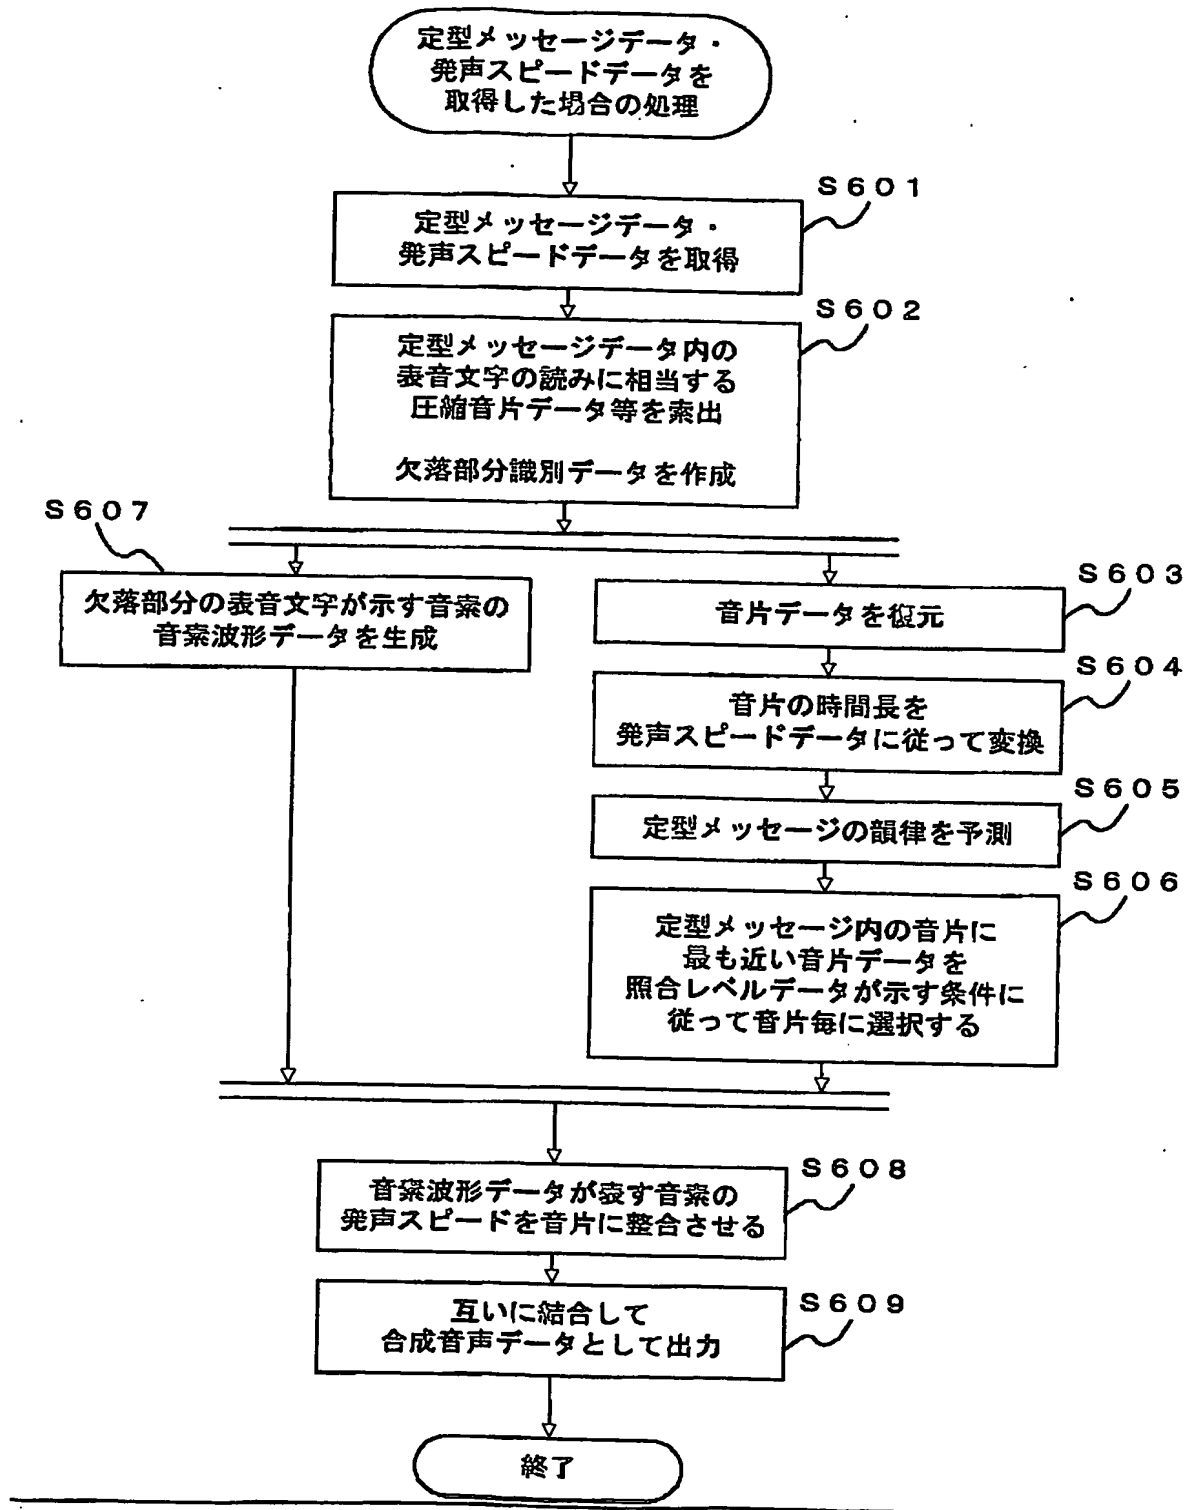 定型メッセージデータ・
発声スピードデータを
取得した場合の処理
S601
定型メッセージデータ・
発声スピードデータを取得
S602
定型メッセージデータ内の
表音文字の読みに相当する
圧縮音片データ等を索出
欠落部分識別データを作成
S607
欠落部分の表音文字が示す音素の
音素波形データを生成
S603
音片データを復元
S604
音片の時間長を
発声スピードデータに従って変換
S605
定型メッセージの韻律を予測
S606
定型メッセージ内の音片に
最も近い音片データを
照合レベルデータが示す条件に
従って音片毎に選択する
S608
音素波形データが表す音素の
発声スピードを音片に整合させる
S609
互いに結合して
合成音声データとして出力
終了